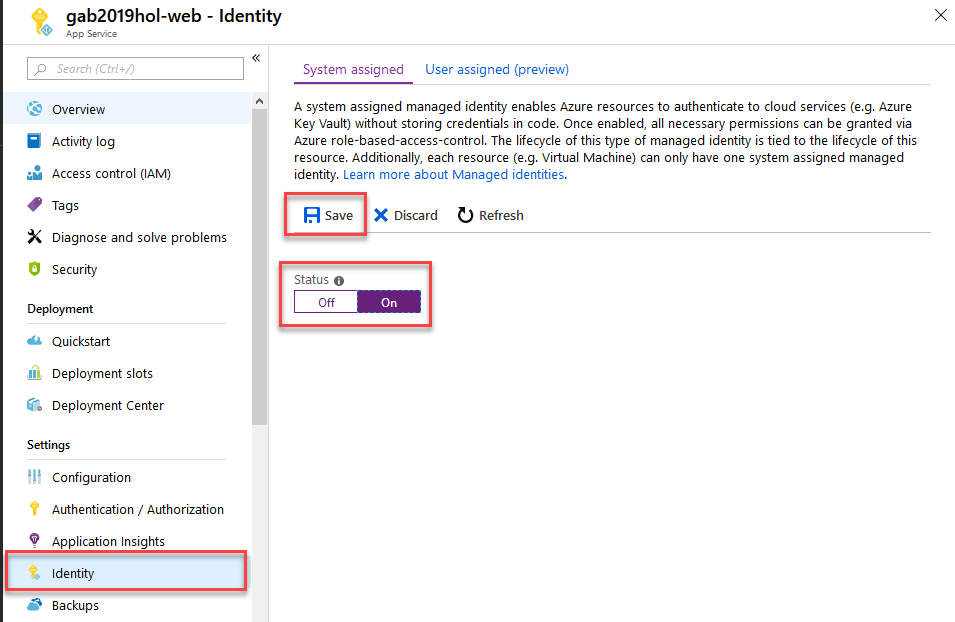 gab2019hol-web - Identity
App Service
Search (Ctrl+/)
«
Overview
Activity log
Access control (IAM)
Tags
Diagnose and solve problems
Security
Deployment
Quickstart
Deployment slots
Deployment Center
Settings
Configuration
Authentication / Authorization
Application Insights
Identity
Backups
System assigned
User assigned (preview)
A system assigned managed identity enables Azure resources to authenticate to cloud services (e.g. Azure
Key Vault) without storing credentials in code. Once enabled, all necessary permissions can be granted via
Azure role-based-access-control. The lifecycle of this type of managed identity is tied to the lifecycle of this
resource. Additionally, each resource (e.g. Virtual Machine) can only have one system assigned managed
identity. Learn more about Managed identities.
Save
Discard
Refresh
Status
Off
On